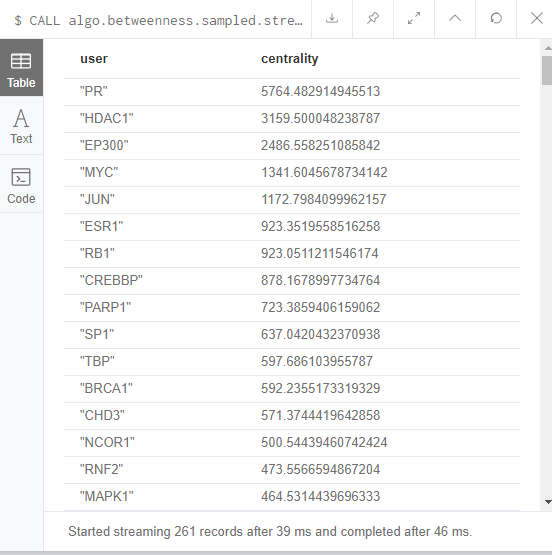 $ CALL algo.betweenness.sampled.stre…
Table
Text
Code
user centrality
"PR" 5764.482914945513
"HDAC1" 3159.500048238787
"EP300" 2486.558251085842
"MYC" 1341.6045678734142
"JUN" 1172.7984099962157
"ESR1" 923.3519558516258
"RB1" 923.0511211546174
"CREBBP" 878.1678997734764
"PARP1" 723.3859406159062
"SP1" 637.0420432370938
"TBP" 597.686103955787
"BRCA1" 592.2355173319329
"CHD3" 571.3744419642858
"NCOR1" 500.54439460742424
"RNF2" 473.5566594867204
"MAPK1" 464.5314439696333
Started streaming 261 records after 39 ms and completed after 46 ms.